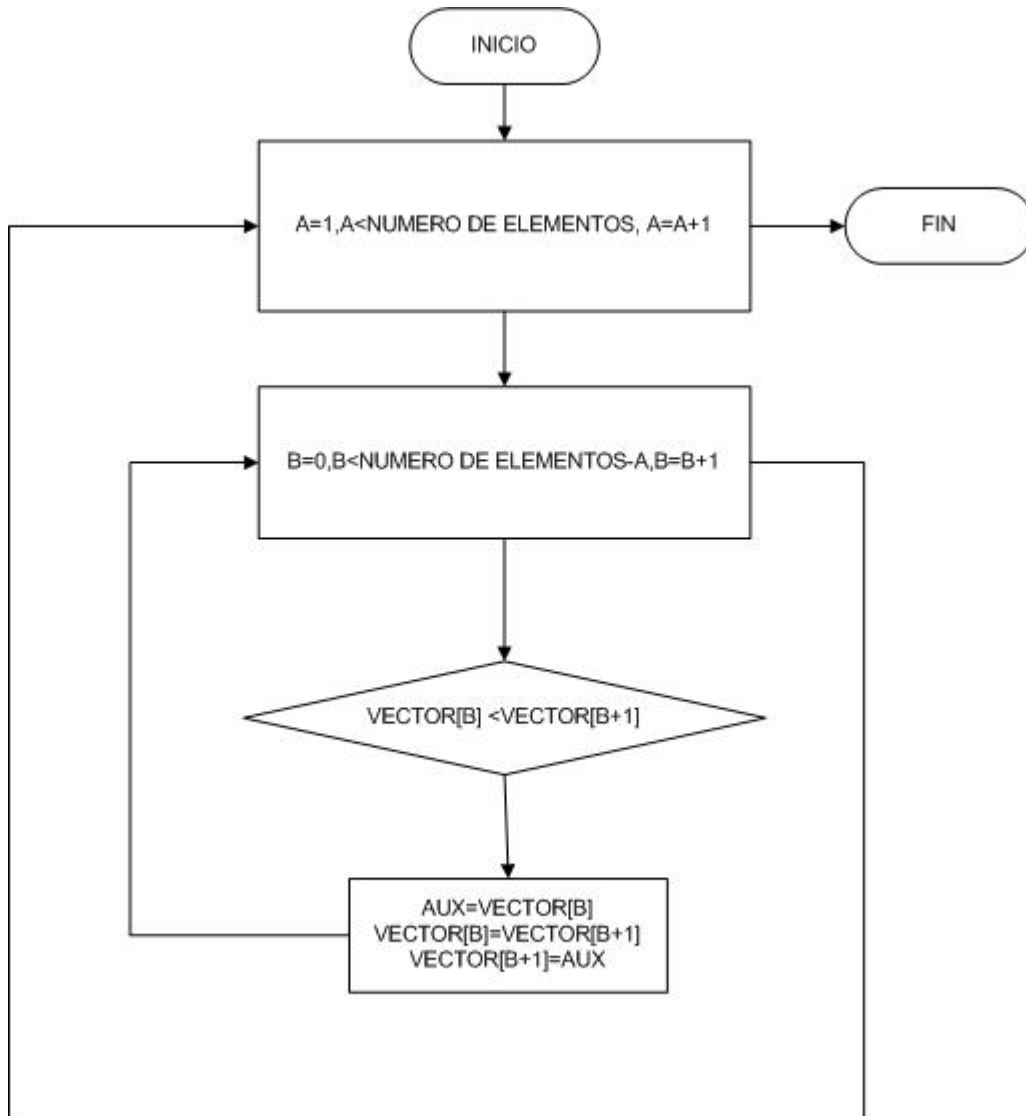 INICIO
A=1,A<NUMERO DE ELEMENTOS, A=A+1
FIN
B=0,B<NUMERO DE ELEMENTOS-A,B=B+1
VECTOR[B] <VECTOR[B+1]
AUX=VECTOR[B]
VECTOR[B]=VECTOR[B+1]
VECTOR[B+1]=AUX